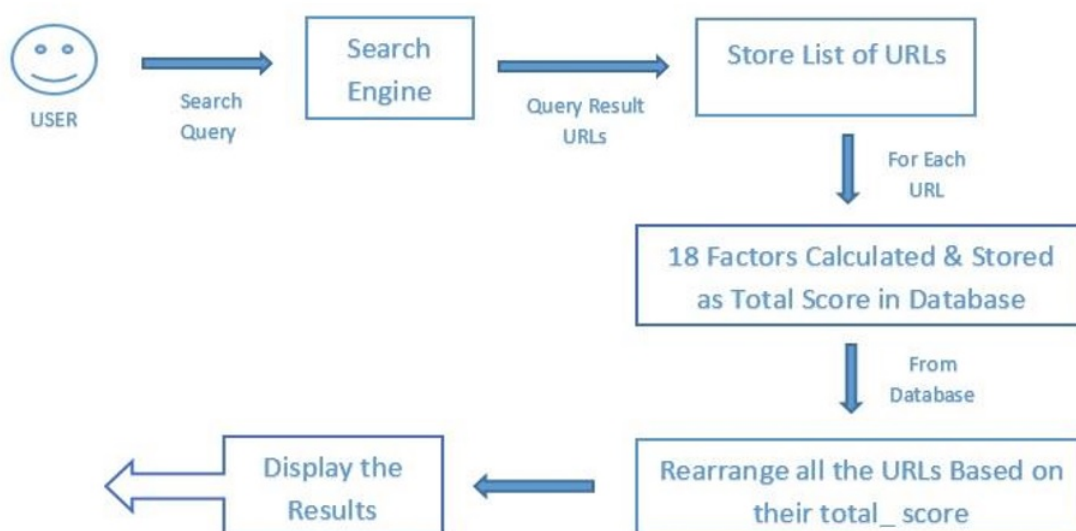 USER
Search
Query
Search
Engine
Query Result
URLs
Store List of URLs
For Each
URL
18 Factors Calculated & Stored
as Total Score in Database
From
Database
Rearrange all the URLs Based on
their total_ score
Display the
Results